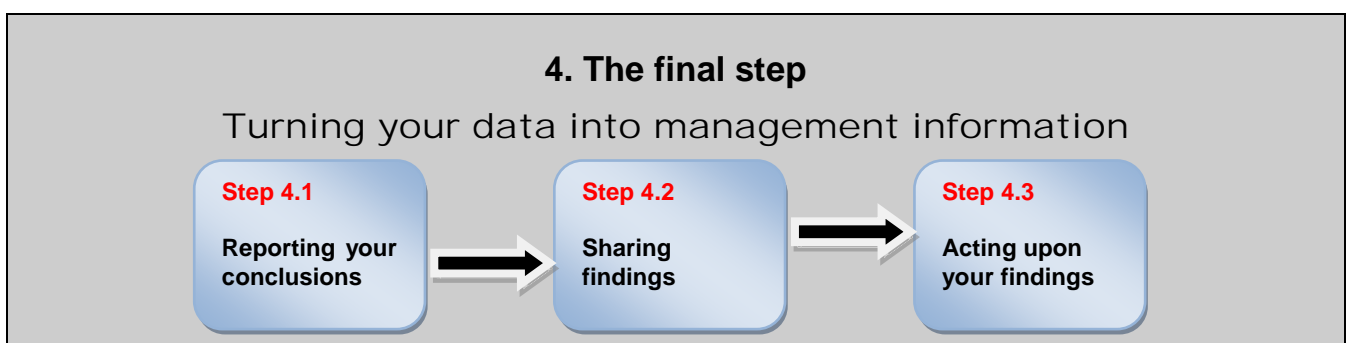 4. The final step
Turning your data into management information
Step 4.1
Reporting your
conclusions
Step 4.2
Sharing
findings
Step 4.3
Acting upon
your findings